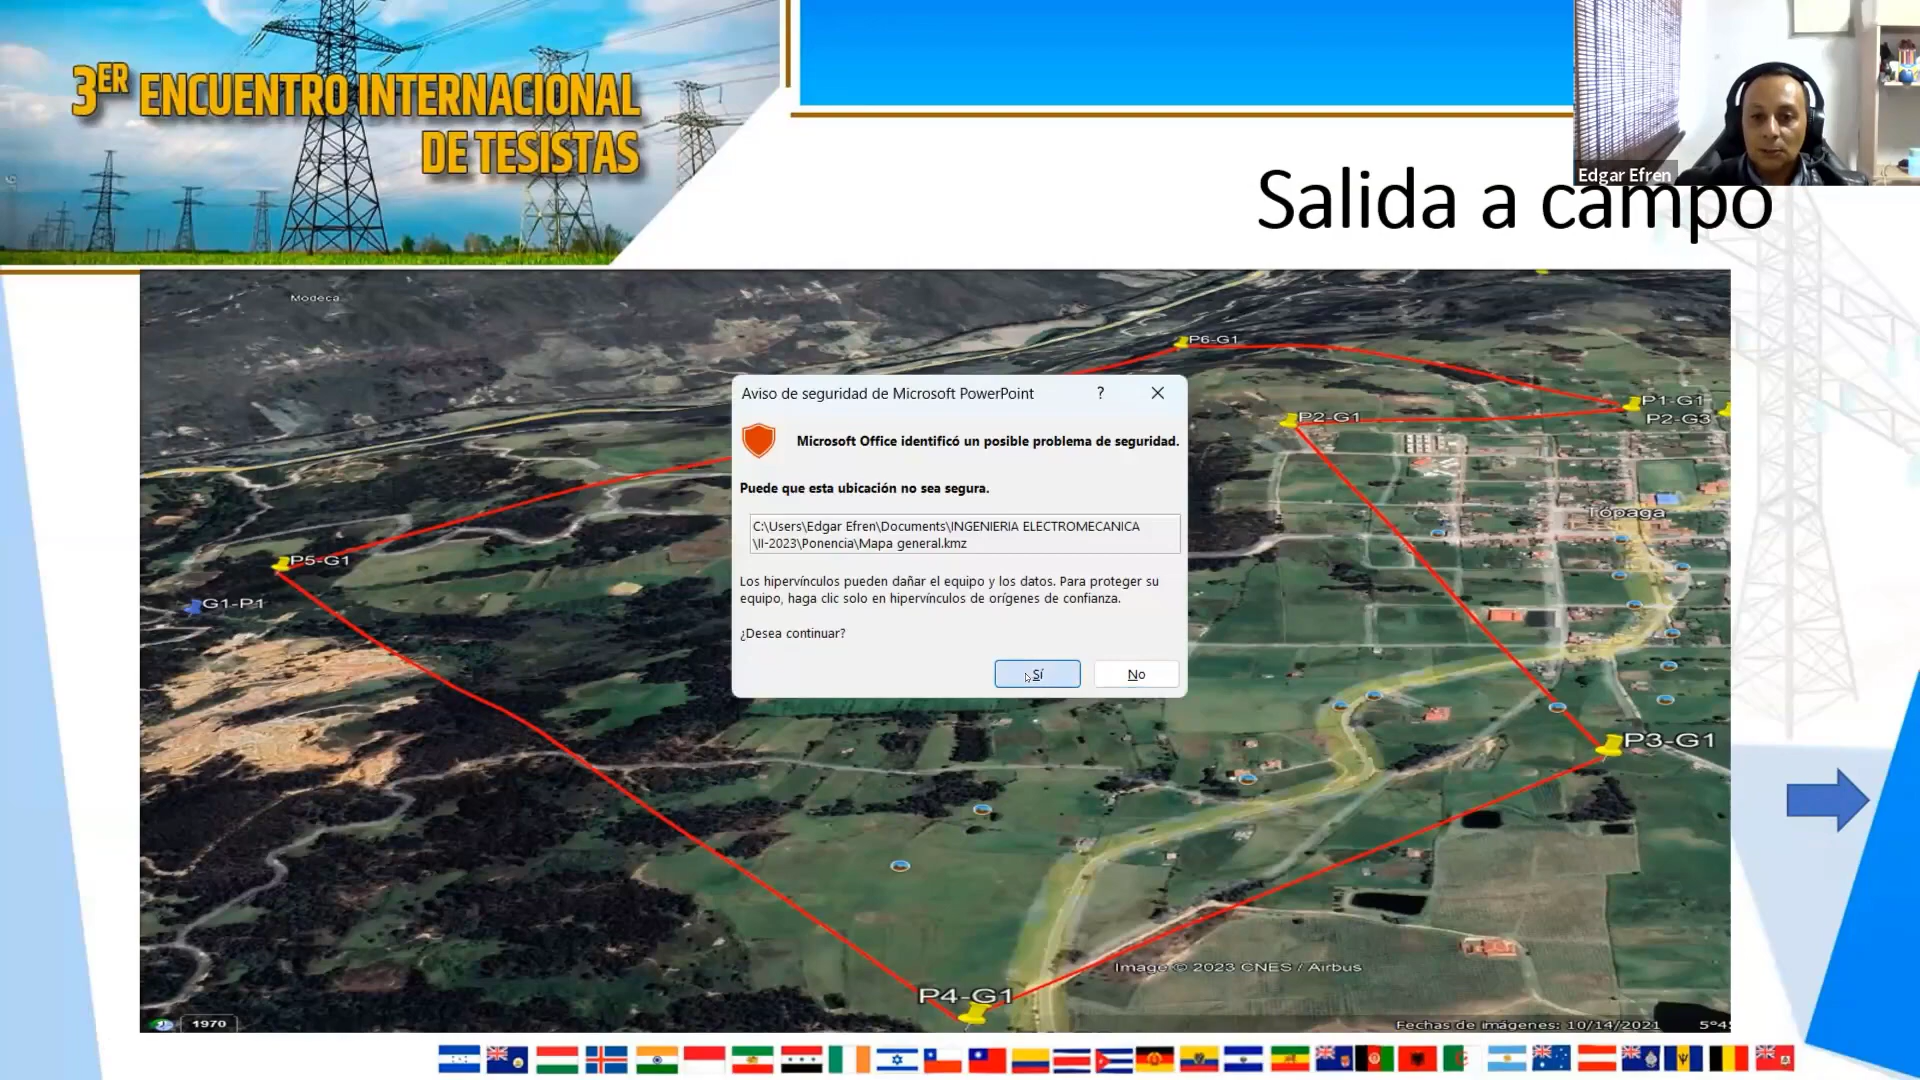 3ER ENCUENTRO INTERNACIONAL
DE TESISTAS
Edgar Efren
Salida a campo
Modeca
P6-G1
P1-G1
P2-G1
P2-G3
Tópaga
P5-G1
G1-P1
P3-G1
P4-G1
Aviso de seguridad de Microsoft PowerPoint
?
Microsoft Office identificó un posible problema de seguridad.
Puede que esta ubicación no sea segura.
C:\Users\Edgar Efren\Documents\INGENIERIA ELECTROMECANICA
\II-2023\Ponencia\Mapa general.kmz
Los hipervínculos pueden dañar el equipo y los datos. Para proteger su
equipo, haga clic solo en hipervínculos de orígenes de confianza.
¿Desea continuar?
Sí
No
Image © 2023 CNES / Airbus
1970
Fechas de imágenes: 10/14/2021 5°4